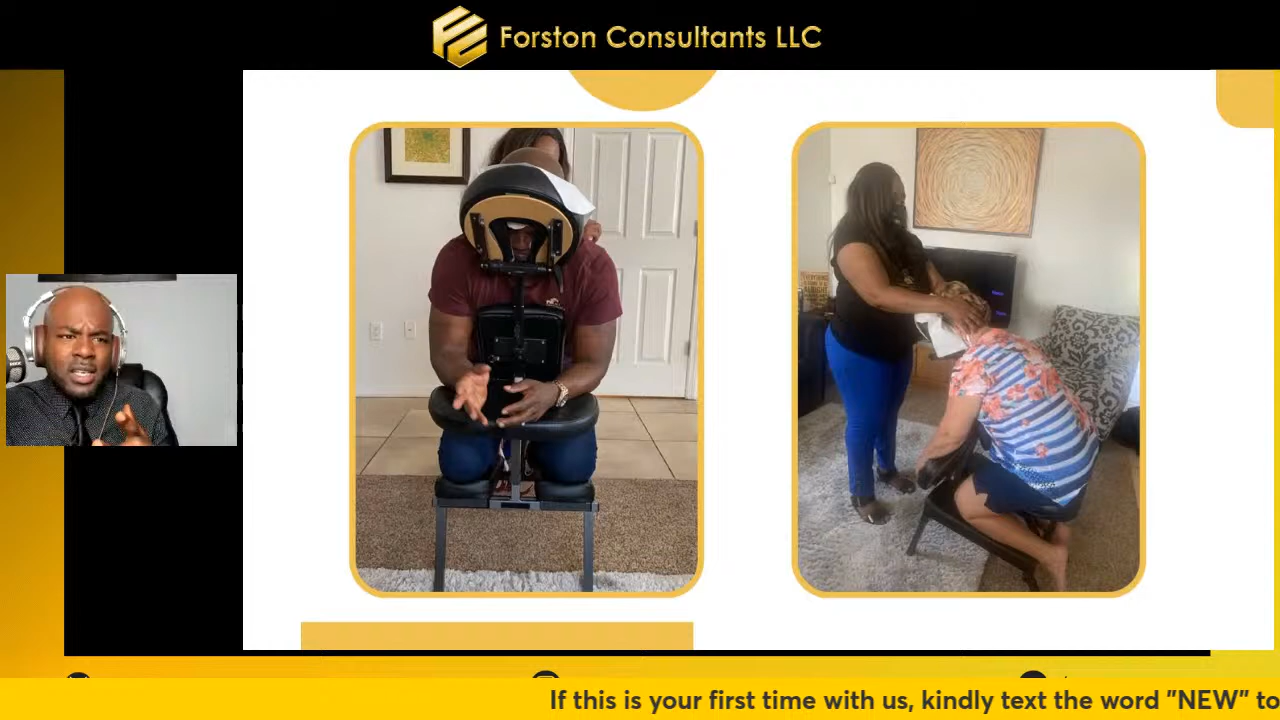 Forston Consultants LLC
If this is your first time with us, kindly text the word "NEW" to